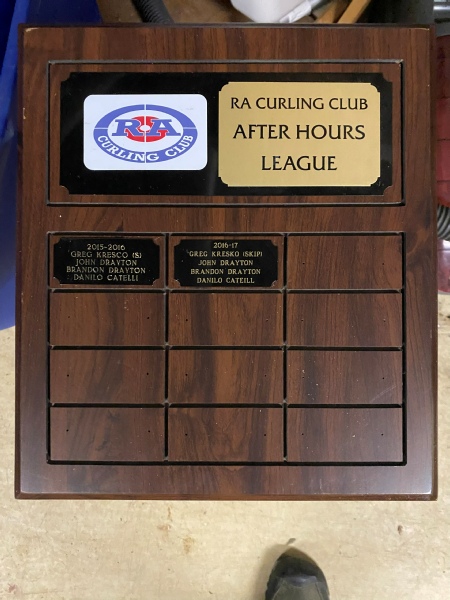 RA
CURLING CLUB
RA CURLING CLUB
AFTER HOURS
LEAGUE
2015-2016
GREG KRESCO (S)
JOHN DRAYTON
BRANDON DRAYTON
DANILO CATELLI
2016-17
GREG KRESKO (SKIP)
JOHN DRAYTON
BRANDON DRAYTON
DANILO CATEILL